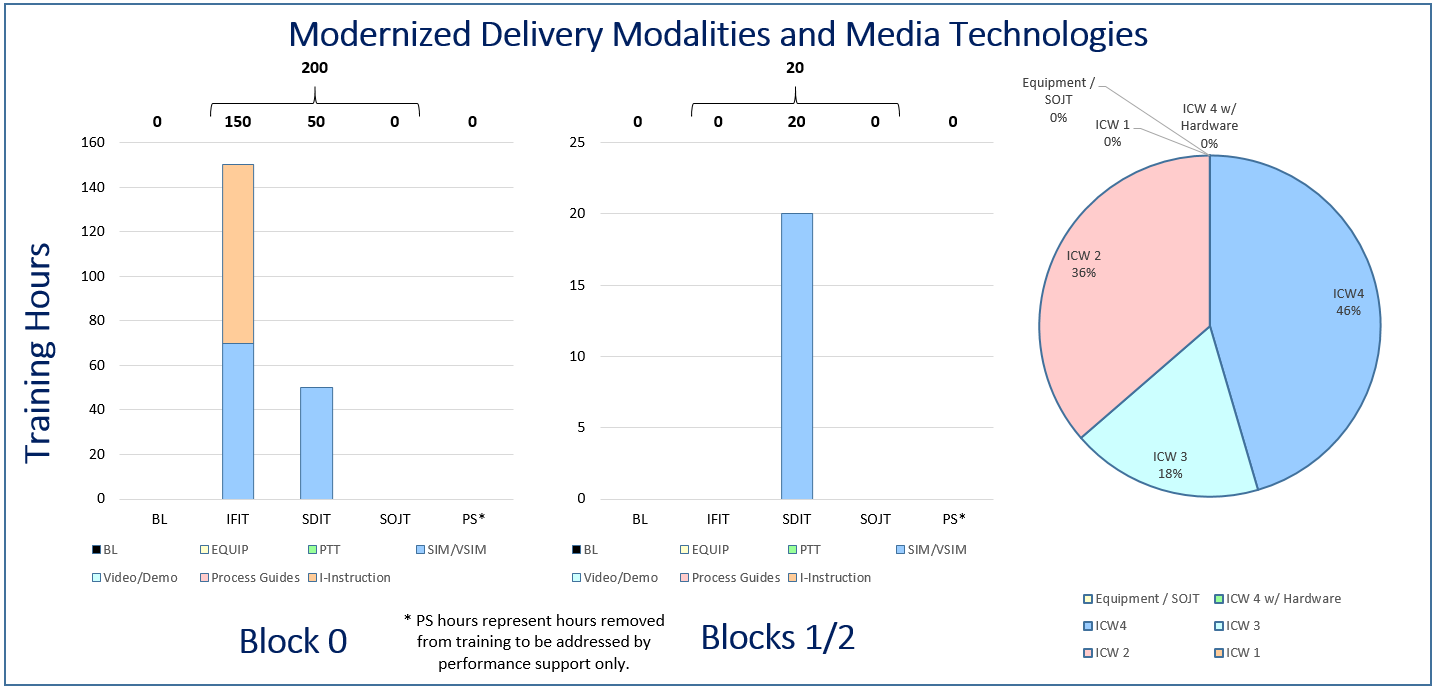 Modernized Delivery Modalities and Media Technologies
Training Hours
200
0 150 50 0 0
160
140
120
100
80
60
40
20
0
BL IFIT SDIT SOJT PS*
BL EQUIP PTT SIM/VSIM
Video/Demo Process Guides I-Instruction
Block 0
20
0 0 20 0 0
25
20
15
10
5
0
BL IFIT SDIT SOJT PS*
BL EQUIP PTT SIM/VSIM
Video/Demo Process Guides I-Instruction
Blocks 1/2
* PS hours represent hours removed
from training to be addressed by
performance support only.
Equipment /
SOJT
0%
ICW 1
0%
ICW 4 w/
Hardware
0%
ICW 2
36%
ICW4
46%
ICW 3
18%
Equipment / SOJT ICW 4 w/ Hardware
ICW4 ICW 3
ICW 2 ICW 1